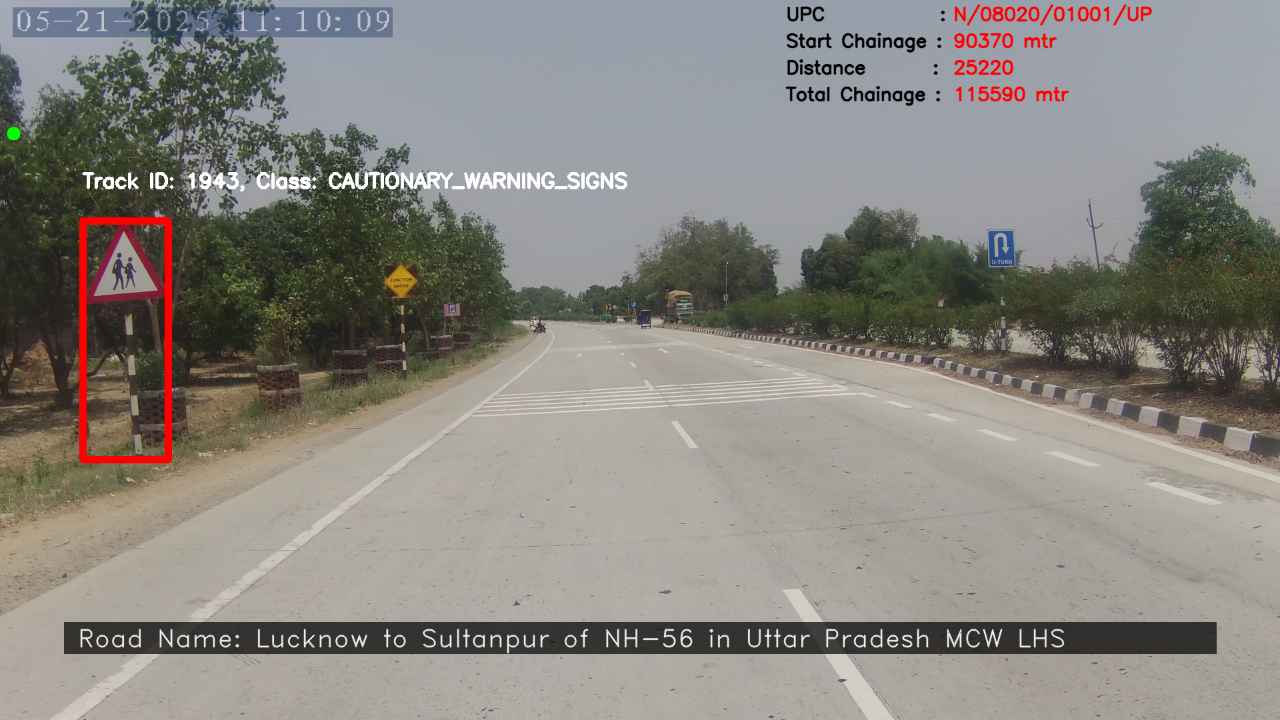 05-21-2025 11:10:09
UPC : N/08020/01001/UP
Start Chainage : 90370 mtr
Distance : 25220
Total Chainage : 115590 mtr
Track ID: 1943, Class: CAUTIONARY_WARNING_SIGNS
U-TURN
Road Name: Lucknow to Sultanpur of NH-56 in Uttar Pradesh MCW LHS